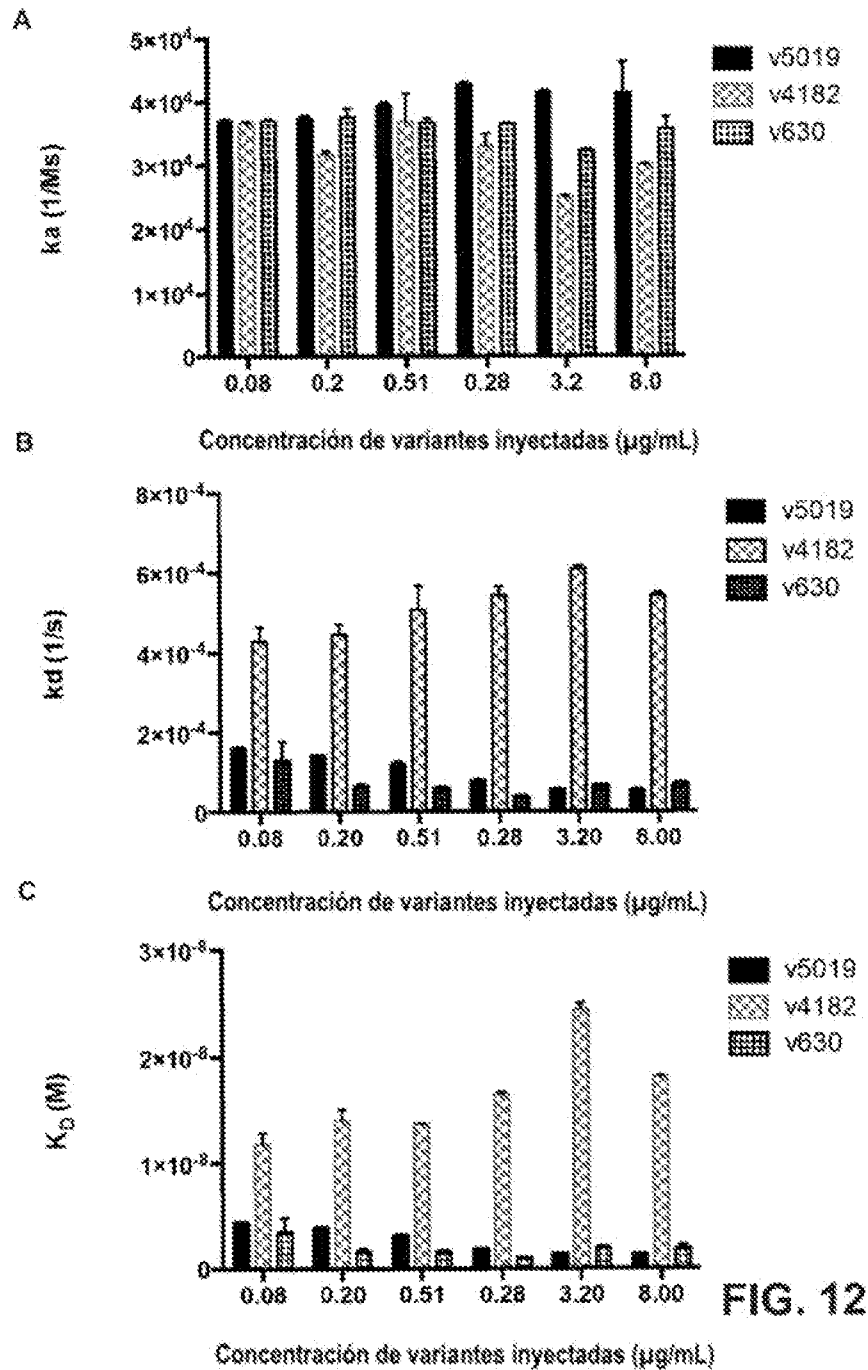 A
5×10⁴
4×10⁴
3×10⁴
2×10⁴
1×10⁴
0
ka (1/Ms)
0.08 0.2 0.51 0.28 3.2 8.0
Concentración de variantes inyectadas (µg/mL)
v5019
v4182
v630
B
8×10⁻⁴
6×10⁻⁴
4×10⁻⁴
2×10⁻⁴
0
kd (1/s)
0.08 0.20 0.51 0.28 3.20 8.00
Concentración de variantes inyectadas (µg/mL)
v5019
v4182
v630
C
3×10⁻⁸
2×10⁻⁸
1×10⁻⁸
0
K_D (M)
0.08 0.20 0.51 0.28 3.20 8.00
Concentración de variantes inyectadas (µg/mL)
v5019
v4182
v630
FIG. 12